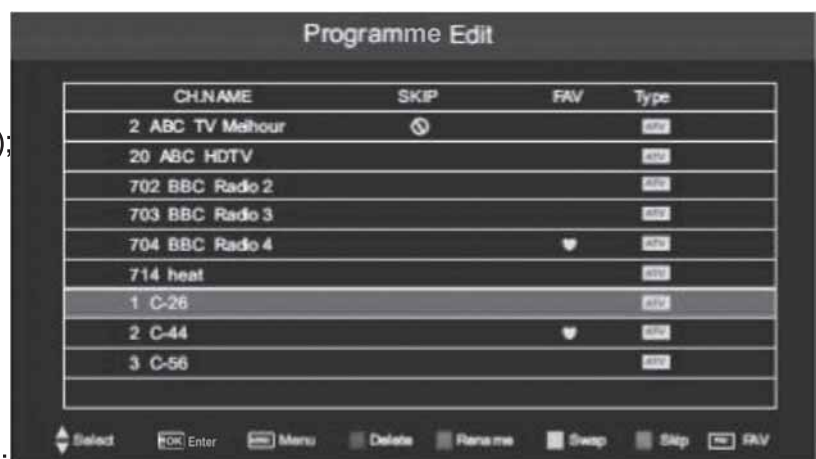 Programme Edit
CH.NAME SKIP FAV Type
);
2 ABC TV Melhour ATV
20 ABC HDTV ATV
702 BBC Radio 2 ATV
703 BBC Radio 3 ATV
704 BBC Radio 4 ATV
714 heat ATV
1 C-26 ATV
2 C-44 ATV
3 C-56 ATV
Select OK Enter Menu Delete Rename Swap Skip FAV
.